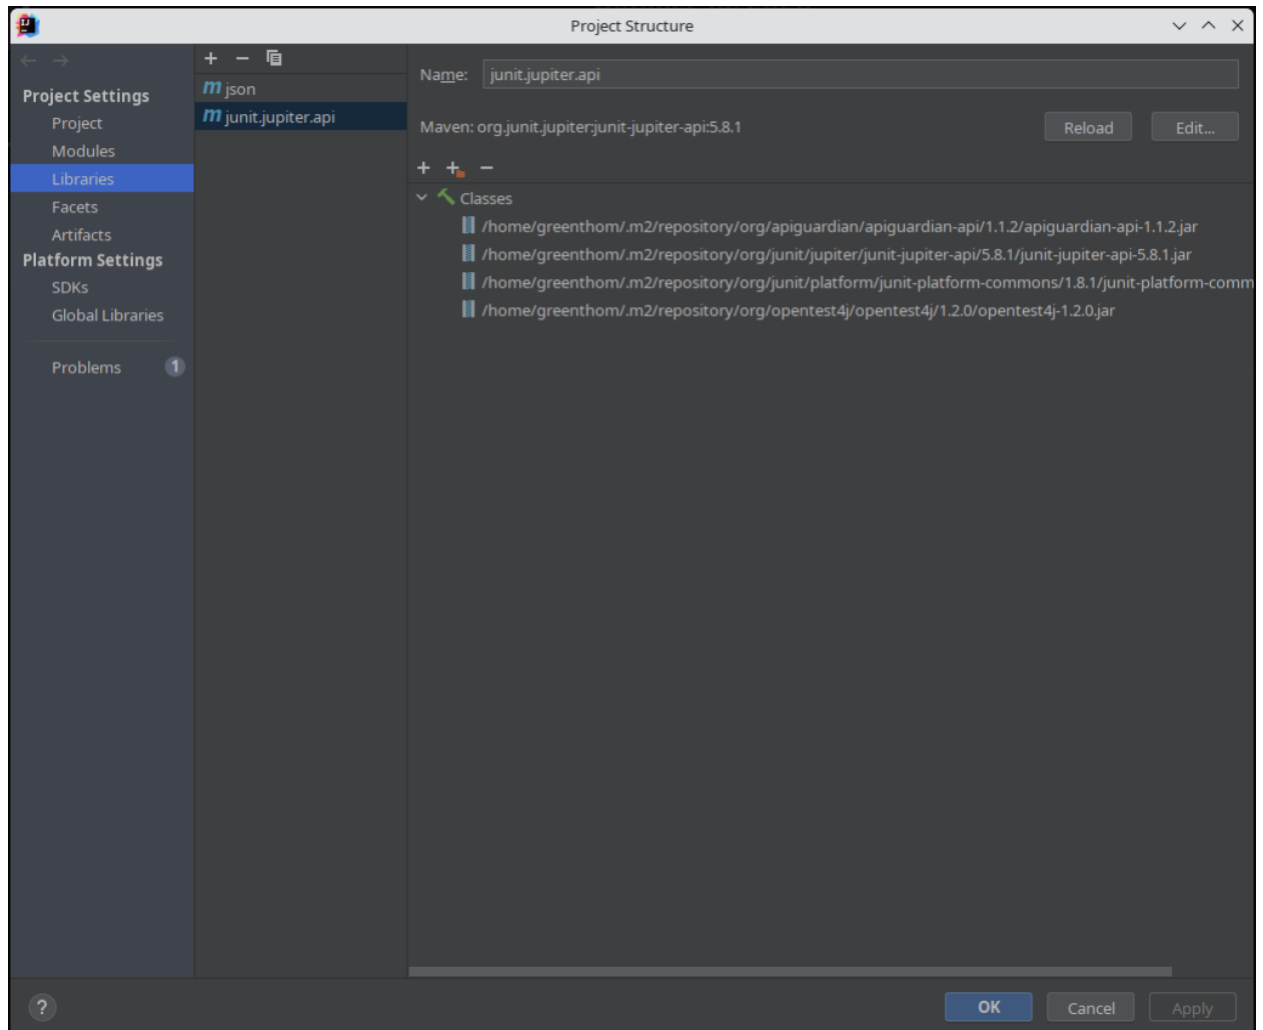 Project Structure
Project Settings
Project
Modules
Libraries
Facets
Artifacts
Platform Settings
SDKs
Global Libraries
Problems 1
m json
m junit.jupiter.api
Name: junit.jupiter.api
Maven: org.junit.jupiter:junit-jupiter-api:5.8.1 Reload Edit...
Classes
/home/greenthom/.m2/repository/org/apiguardian/apiguardian-api/1.1.2/apiguardian-api-1.1.2.jar
/home/greenthom/.m2/repository/org/junit/jupiter/junit-jupiter-api/5.8.1/junit-jupiter-api-5.8.1.jar
/home/greenthom/.m2/repository/org/junit/platform/junit-platform-commons/1.8.1/junit-platform-comm
/home/greenthom/.m2/repository/org/opentest4j/opentest4j/1.2.0/opentest4j-1.2.0.jar
? OK Cancel Apply